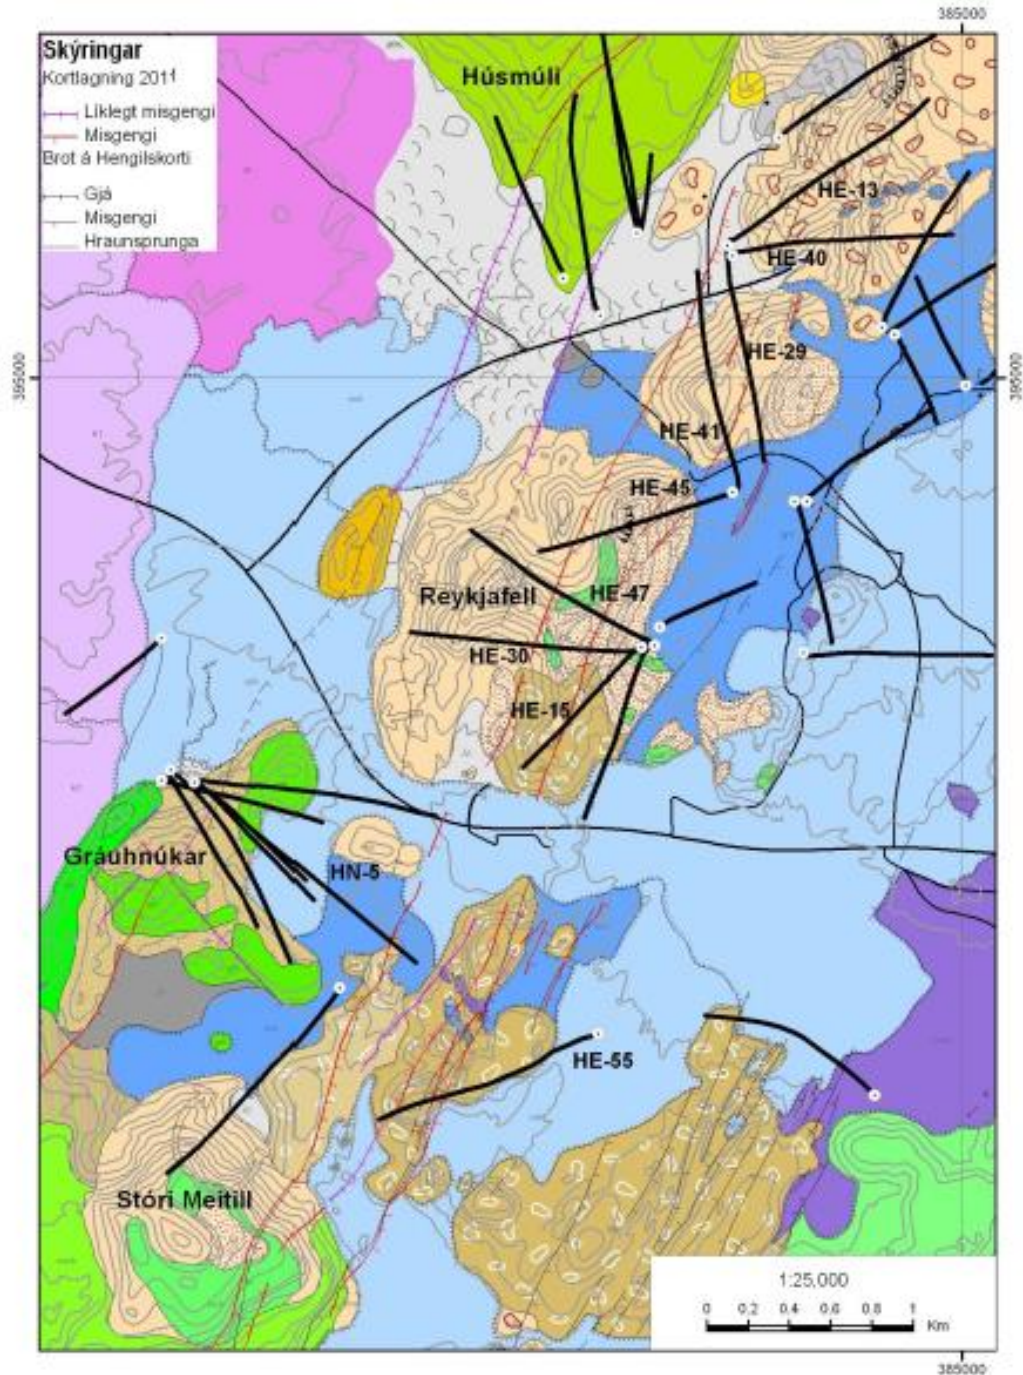 385000
Skýringar
Kortlagning 2011
Líklegt misgengi
Misgengi
Brot á Hengilskorti
Gjá
Misgengi
Hraunsprunga
Húsmúli
HE-13
HE-40
HE-29
395000
395000
HE-41
HE-45
Reykjafell
HE-47
HE-30
HE-15
Gráuhnúkar
HN-5
HE-55
Stóri Meitill
1:25,000
0 0.2 0.4 0.6 0.8 1
Km
385000